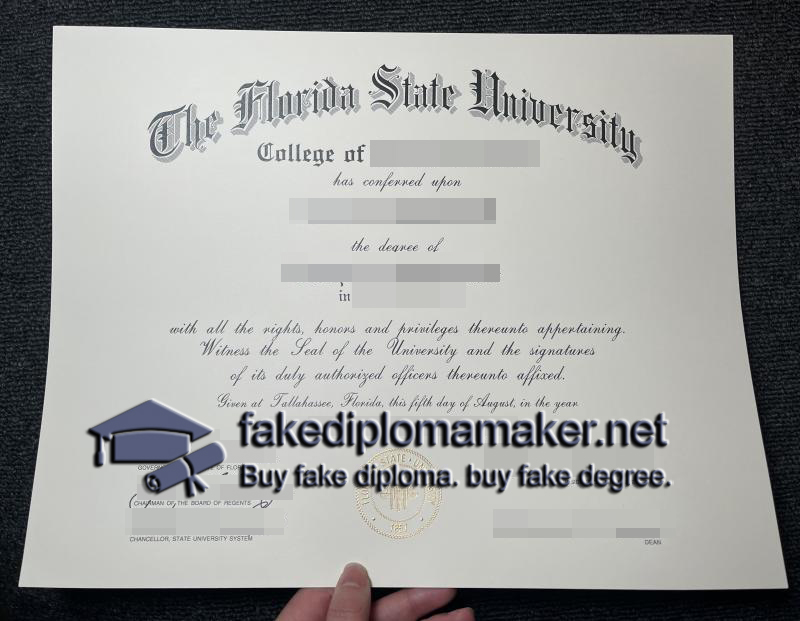 The Florida State University
College of
has conferred upon
the degree of
in
with all the rights, honors and privileges thereunto appertaining.
Witness the Seal of the University and the signatures
of its duly authorized officers thereunto affixed.
Given at Tallahassee, Florida, this fifth day of August, in the year
fakediplomamaker.net
Buy fake diploma. buy fake degree.
CHAIRMAN OF THE BOARD OF REGENTS
CHANCELLOR, STATE UNIVERSITY SYSTEM
DEAN